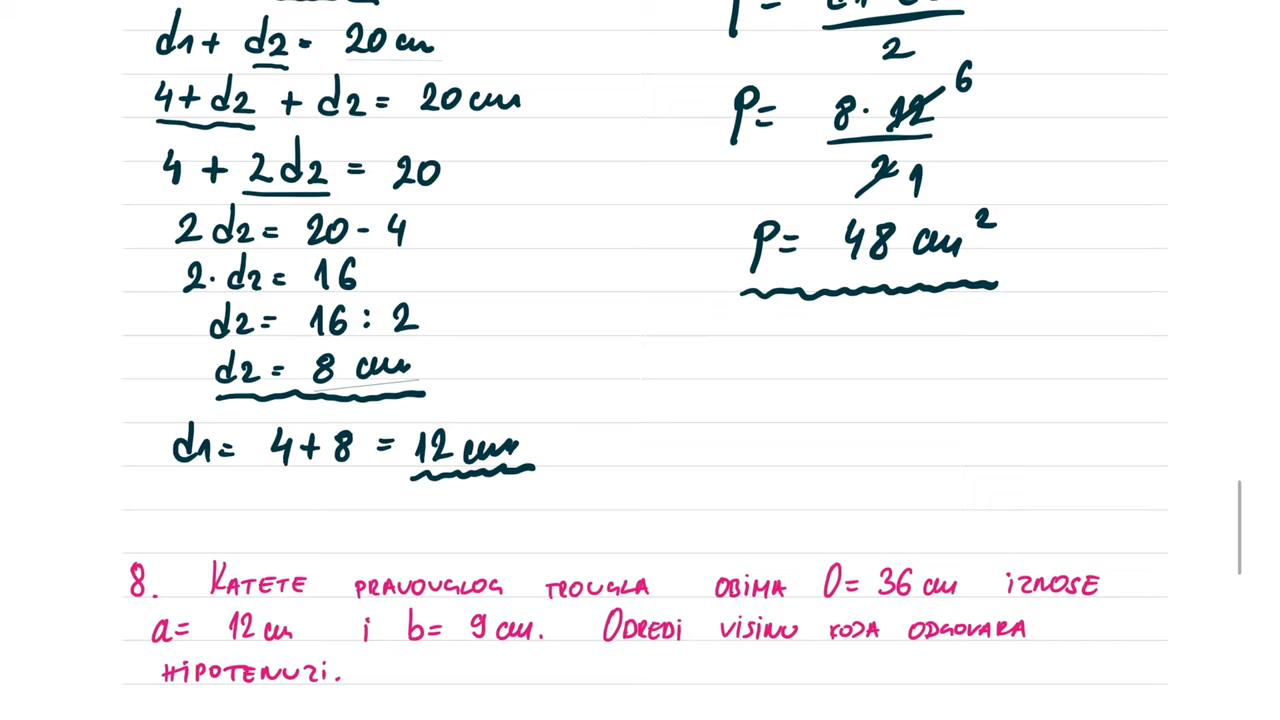 d1 + d2 = 20 cm
4 + d2 + d2 = 20 cm
4 + 2d2 = 20
2 d2 = 20 - 4
2 · d2 = 16
d2 = 16 : 2
d2 = 8 cm
d1 = 4 + 8 = 12 cm
P =
2
P = 8 · 12 6
2 1
P = 48 cm²
8. KATETE PRAVOUGLOG TROUGLA OBIMA O = 36 cm IZNOSE
a = 12 cm i b = 9 cm. ODREDI VISINU KOJA ODGOVARA
HIPOTENUZI.